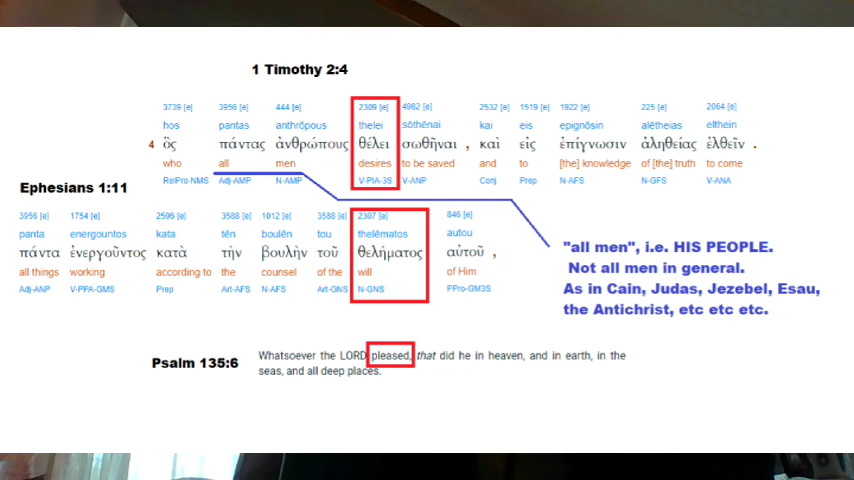 1 Timothy 2:4
3739 [e] 3956 [e] 444 [e] 2309 [e] 4982 [e] 2532 [e] 1519 [e] 1922 [e] 225 [e] 2064 [e]
hos pantas anthrōpous thelei sōthēnai kai eis epignōsin alētheias elthein
4 ὃς πάντας ἀνθρώπους θέλει σωθῆναι , καὶ εἰς ἐπίγνωσιν ἀληθείας ἐλθεῖν .
who all men desires to be saved and to [the] knowledge of [the] truth to come
RelPro-NMS Adj-AMP N-AMP V-PIA-3S V-ANP Conj Prep N-AFS N-GFS V-ANA
Ephesians 1:11
3956 [e] 1754 [e] 2596 [e] 3588 [e] 1012 [e] 3588 [e] 2307 [e] 846 [e]
panta energountos kata tēn boulēn tou thelēmatos autou
πάντα ἐνεργοῦντος κατὰ τὴν βουλὴν τοῦ θελήματος αὐτοῦ ,
all things working according to the counsel of the will of Him
Adj-ANP V-PPA-GMS Prep Art-AFS N-AFS Art-GNS N-GNS PPro-GM3S
"all men", i.e. HIS PEOPLE.
Not all men in general.
As in Cain, Judas, Jezebel, Esau,
the Antichrist, etc etc etc.
Psalm 135:6
Whatsoever the LORD pleased, that did he in heaven, and in earth, in the
seas, and all deep places.